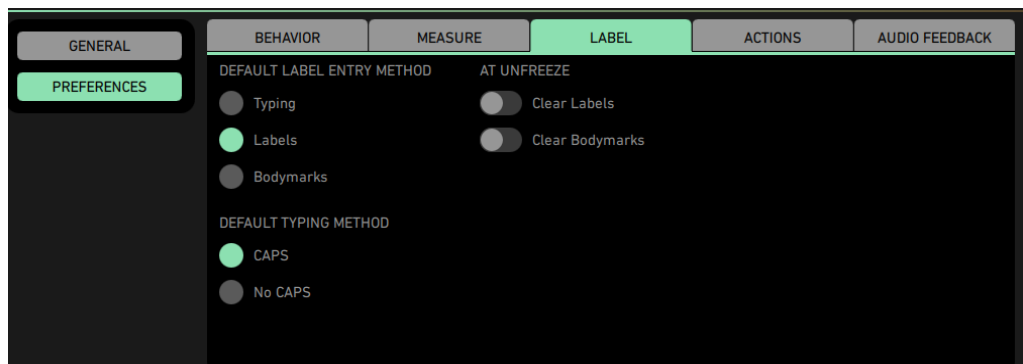 GENERAL
PREFERENCES
BEHAVIOR
MEASURE
LABEL
ACTIONS
AUDIO FEEDBACK
DEFAULT LABEL ENTRY METHOD
Typing
Labels
Bodymarks
DEFAULT TYPING METHOD
CAPS
No CAPS
AT UNFREEZE
Clear Labels
Clear Bodymarks